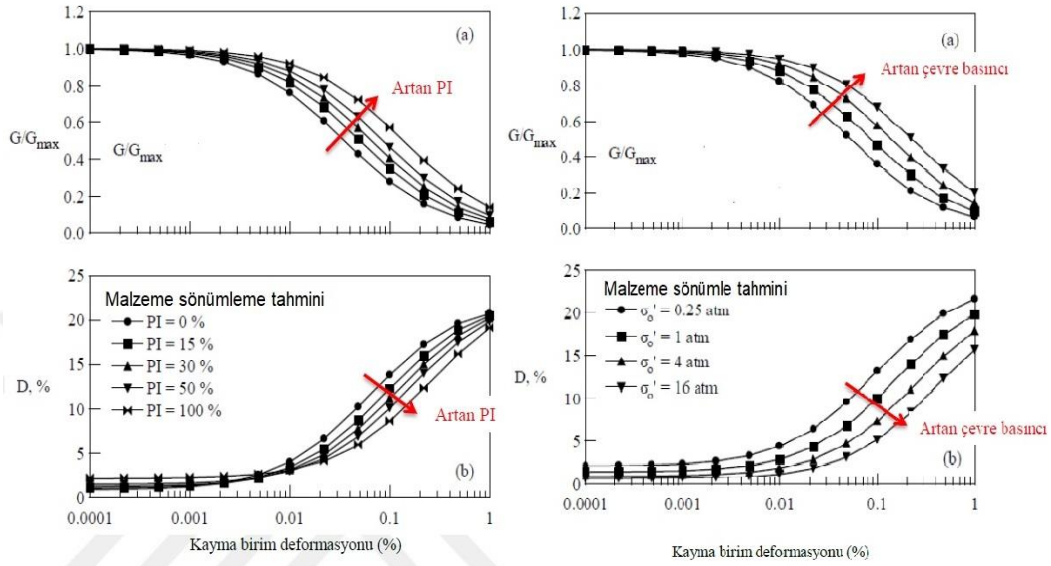 1.2
(a)
1.0
0.8
Artan PI
0.6
G/Gmax
0.4
G/Gmax
0.2
0.0
25
Malzeme sönümleme tahmini
20
PI = 0 %
PI = 15 %
15
PI = 30 %
D, %
PI = 50 %
10
PI = 100 %
Artan PI
5
(b)
0
0.0001
0.001
0.01
0.1
1
Kayma birim deformasyonu (%)
1.2
(a)
1.0
Artan çevre basıncı
0.8
0.6
G/Gmax
0.4
G/Gmax
0.2
0.0
25
Malzeme sönümle tahmini
20
σo' = 0.25 atm
σo' = 1 atm
15
σo' = 4 atm
D, %
σo' = 16 atm
10
Artan çevre basıncı
5
(b)
0
0.0001
0.001
0.01
0.1
1
Kayma birim deformasyonu (%)